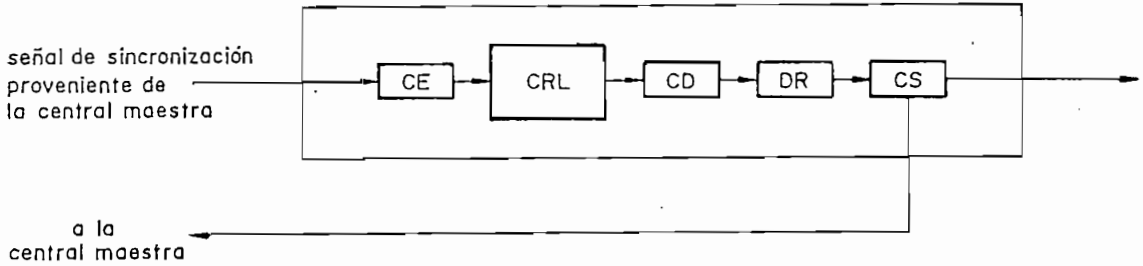 señal de sincronización
proveniente de
la central maestra
CE
CRL
CD
DR
CS
a la
central maestra